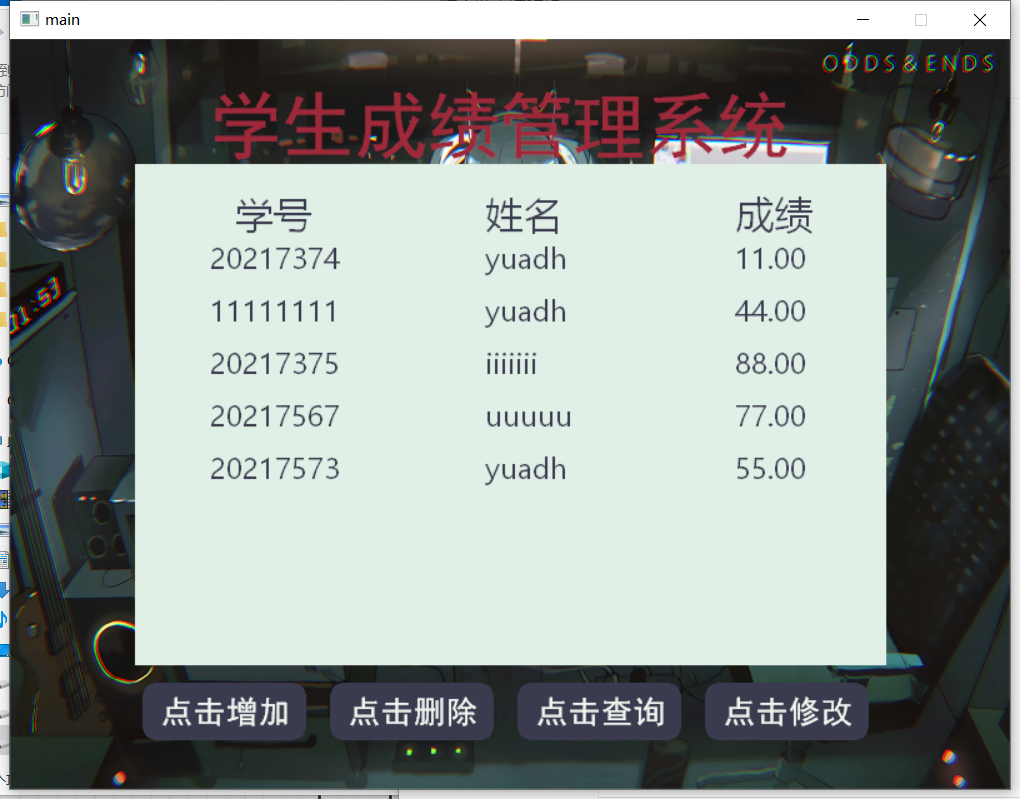 main
ODDS&ENDS
学生成绩管理系统
学号 姓名 成绩
20217374 yuadh 11.00
11111111 yuadh 44.00
20217375 iiiiiii 88.00
20217567 uuuuu 77.00
20217573 yuadh 55.00
11:53
点击增加 点击删除 点击查询 点击修改